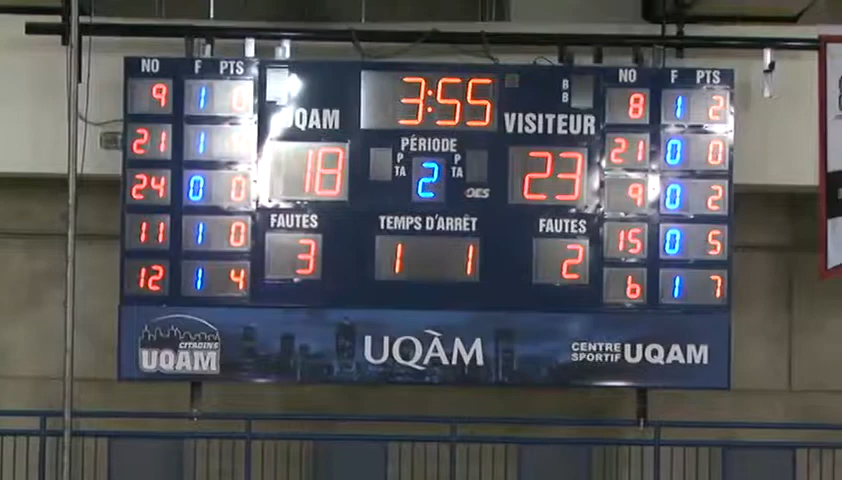 NO F PTS 3:55 B B NO F PTS
9 1 0 UQAM VISITEUR 8 1 2
21 1 PÉRIODE 21 0 0
24 0 0 18 P TA 2 P TA 23 9 0 2
FAUTES TEMPS D'ARRÊT FAUTES
11 1 0 3 1 1 2 15 0 5
12 1 4 6 1 7
CITADINS
UQAM
UQÀM
CENTRE
SPORTIF UQAM